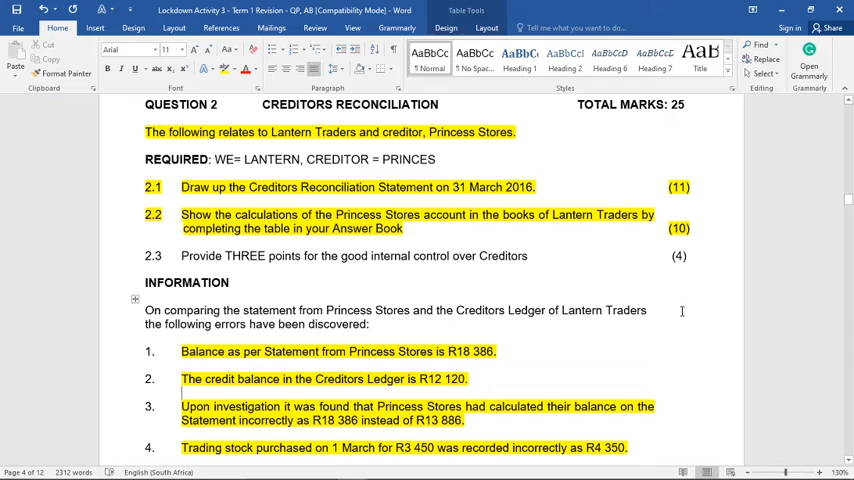 Lockdown Activity 3 - Term 1 Revision - QP, AB [Compatibility Mode] - Word
Table Tools
Sign in
File
Home
Insert
Draw
Design
Layout
References
Mailings
Review
View
Grammarly
Design
Layout
Tell me what you want to do...
Sign in
Share
Paste
Cut
Copy
Format Painter
Clipboard
Arial
11
Font
Paragraph
AaBbCc
¶ Normal
AaBbCc
¶ No Spac...
AaBbCc
Heading 1
AaBbCc
Heading 2
AaBbCc
Heading 6
AaBbCc
Heading 7
AaB
Title
Styles
Find
Replace
Select
Editing
Open
Grammarly
Grammarly
QUESTION 2 CREDITORS RECONCILIATION TOTAL MARKS: 25
The following relates to Lantern Traders and creditor, Princess Stores.
REQUIRED: WE= LANTERN, CREDITOR = PRINCES
2.1 Draw up the Creditors Reconciliation Statement on 31 March 2016. (11)
2.2 Show the calculations of the Princess Stores account in the books of Lantern Traders by
completing the table in your Answer Book (10)
2.3 Provide THREE points for the good internal control over Creditors (4)
INFORMATION
On comparing the statement from Princess Stores and the Creditors Ledger of Lantern Traders
the following errors have been discovered:
1. Balance as per Statement from Princess Stores is R18 386.
2. The credit balance in the Creditors Ledger is R12 120.
3. Upon investigation it was found that Princess Stores had calculated their balance on the
Statement incorrectly as R18 386 instead of R13 886.
4. Trading stock purchased on 1 March for R3 450 was recorded incorrectly as R4 350.
Page 4 of 12
2312 words
English (South Africa)
130%